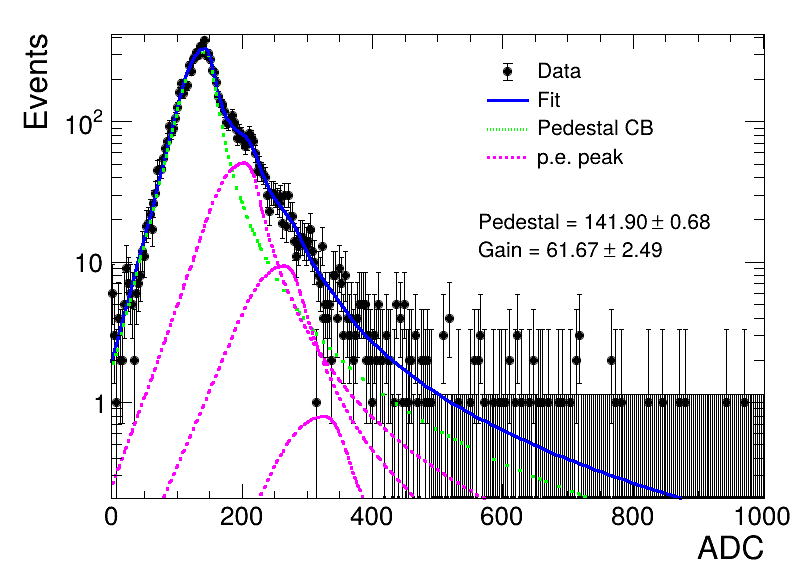 Events
10²
10
1
Data
Fit
Pedestal CB
p.e. peak
Pedestal = 141.90 ± 0.68
Gain = 61.67 ± 2.49
0 200 400 600 800 1000
ADC